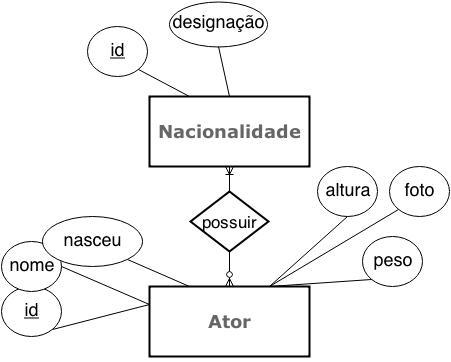 designação
id
Nacionalidade
possuir
altura
foto
nasceu
nome
peso
id
Ator